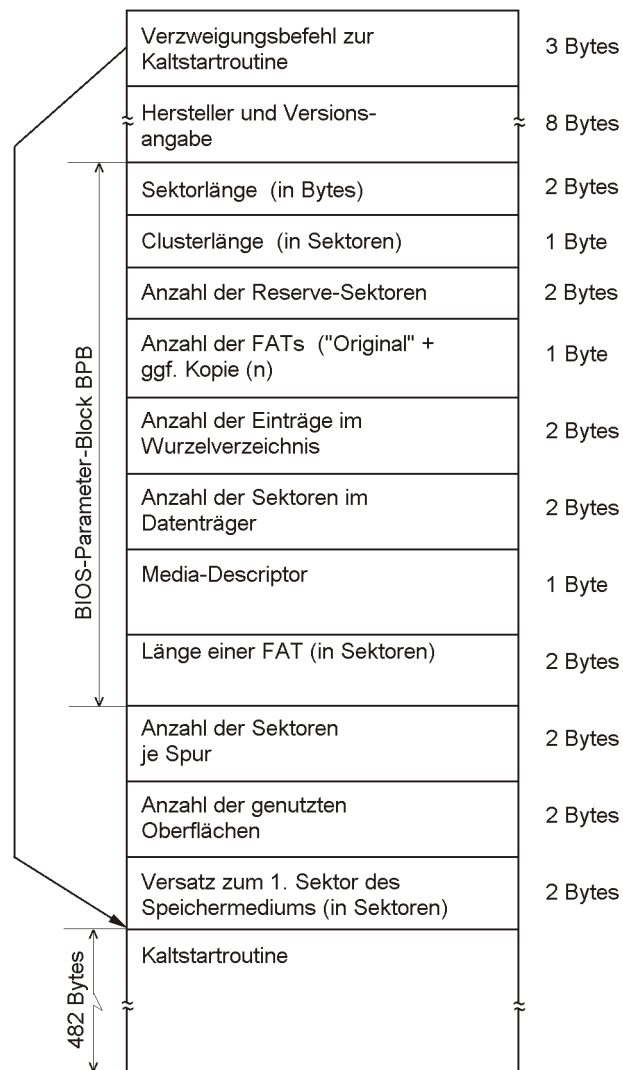 Verzweigungsbefehl zur
Kaltstartroutine
3 Bytes
Hersteller und Versions-
angabe
8 Bytes
Sektorlänge (in Bytes)
2 Bytes
Clusterlänge (in Sektoren)
1 Byte
Anzahl der Reserve-Sektoren
2 Bytes
Anzahl der FATs ("Original" +
ggf. Kopie (n)
1 Byte
Anzahl der Einträge im
Wurzelverzeichnis
2 Bytes
Anzahl der Sektoren im
Datenträger
2 Bytes
Media-Descriptor
1 Byte
Länge einer FAT (in Sektoren)
2 Bytes
BIOS-Parameter-Block BPB
Anzahl der Sektoren
je Spur
2 Bytes
Anzahl der genutzten
Oberflächen
2 Bytes
Versatz zum 1. Sektor des
Speichermediums (in Sektoren)
2 Bytes
Kaltstartroutine
482 Bytes